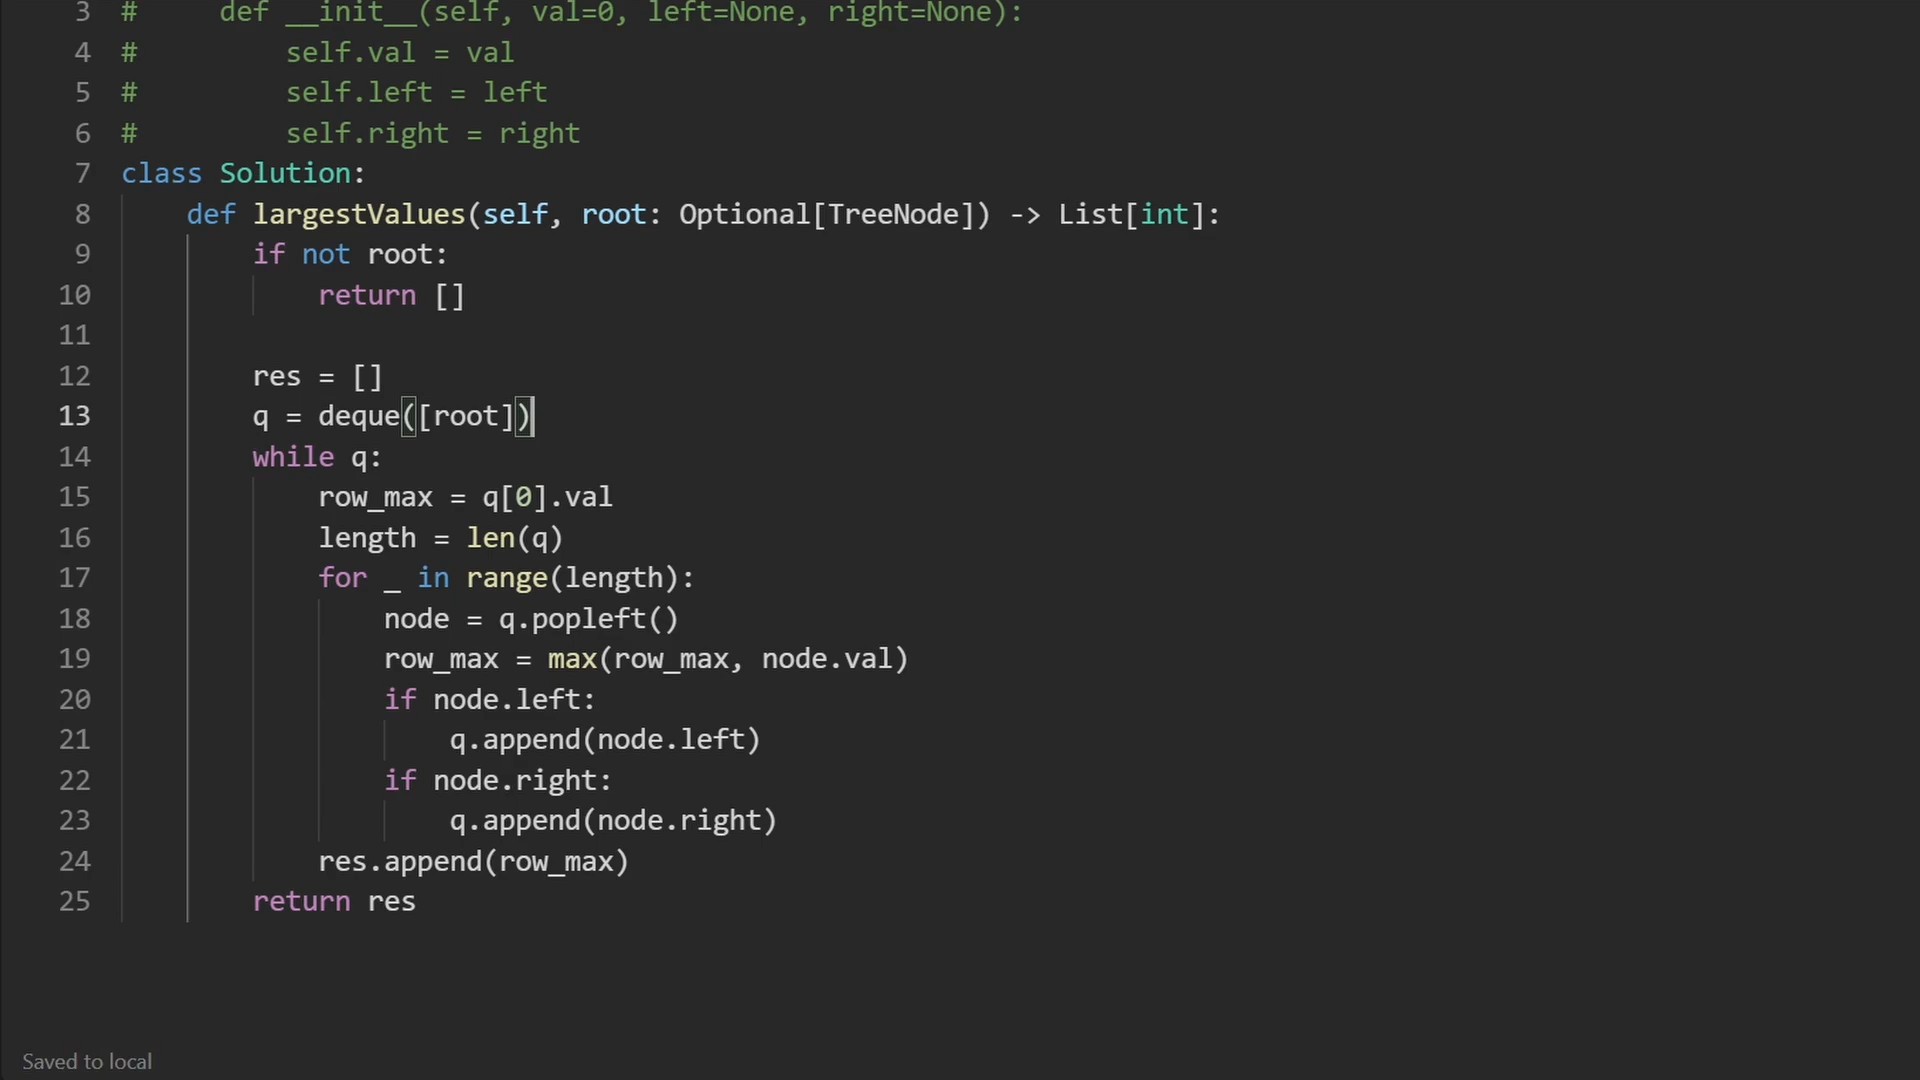 3 #     def __init__(self, val=0, left=None, right=None):
4 #         self.val = val
5 #         self.left = left
6 #         self.right = right
7 class Solution:
8     def largestValues(self, root: Optional[TreeNode]) -> List[int]:
9         if not root:
10             return []
11
12         res = []
13         q = deque([root])
14         while q:
15             row_max = q[0].val
16             length = len(q)
17             for _ in range(length):
18                 node = q.popleft()
19                 row_max = max(row_max, node.val)
20                 if node.left:
21                     q.append(node.left)
22                 if node.right:
23                     q.append(node.right)
24             res.append(row_max)
25         return res
Saved to local